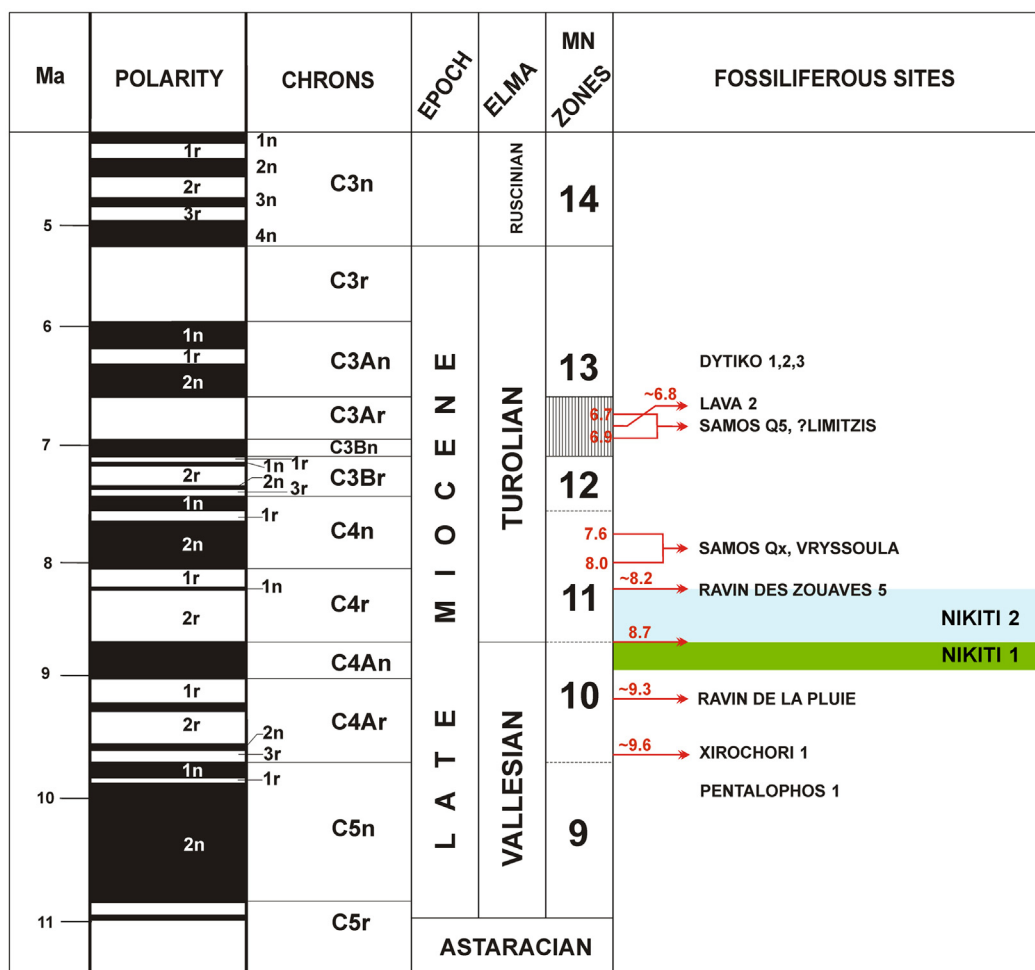 Ma
POLARITY
CHRONS
EPOCH
ELMA
MN
ZONES
FOSSILIFEROUS SITES
5
6
7
8
9
10
11
1n
1r
2n
2r
3n
3r
4n
1n
1r
2n
1n
1r
2r
2n
3r
1n
1r
2n
1r
1n
2r
1r
2r
2n
3r
1n
1r
2n
C3n
C3r
C3An
C3Ar
C3Bn
C3Br
C4n
C4r
C4An
C4Ar
C5n
C5r
LATE MIOCENE
RUSCINIAN
TUROLIAN
VALLESIAN
ASTARACIAN
14
13
12
11
10
9
DYTIKO 1,2,3
~6.8
LAVA 2
6.7
6.9
SAMOS Q5, ?LIMITZIS
7.6
8.0
SAMOS Qx, VRYSSOULA
~8.2
RAVIN DES ZOUAVES 5
NIKITI 2
8.7
NIKITI 1
~9.3
RAVIN DE LA PLUIE
~9.6
XIROCHORI 1
PENTALOPHOS 1